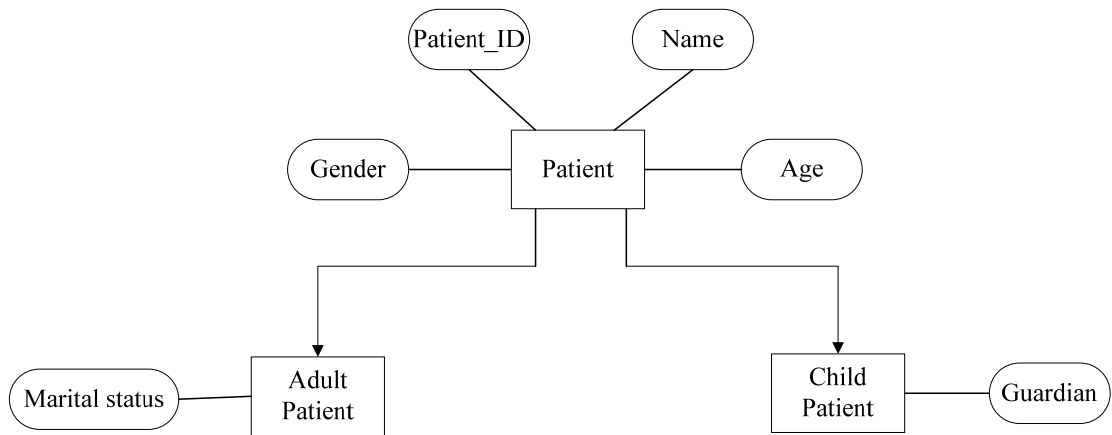 Patient_ID
Name
Gender
Patient
Age
Adult
Patient
Child
Patient
Marital status
Guardian